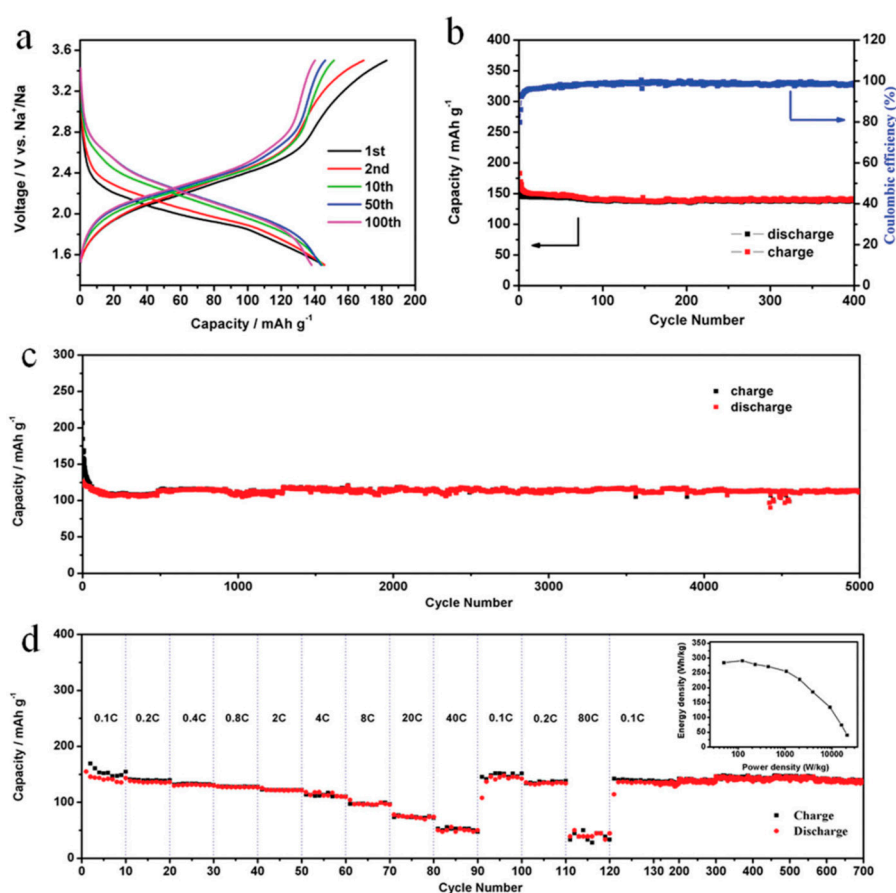 a
Voltage / V vs. Na⁺/Na
3.6
3.2
2.8
2.4
2.0
1.6
1st
2nd
10th
50th
100th
0 20 40 60 80 100 120 140 160 180 200
Capacity / mAh g⁻¹
b
Capacity / mAh g⁻¹
400
350
300
250
200
150
100
50
0
discharge
charge
120
100
80
60
40
20
0
Coulombic efficiency (%)
0 100 200 300 400
Cycle Number
c
Capacity / mAh g⁻¹
300
250
200
150
100
50
0
charge
discharge
0 1000 2000 3000 4000 5000
Cycle Number
d
Capacity / mAh g⁻¹
400
300
200
100
0
0.1C 0.2C 0.4C 0.8C 2C 4C 8C 20C 40C 0.1C 0.2C 80C 0.1C
Energy density (Wh/kg)
350
300
250
200
150
100
50
0
100 1000 10000
Power density (W/kg)
Charge
Discharge
0 10 20 30 40 50 60 70 80 90 100 110 120 130 200 300 400 500 600 700
Cycle Number